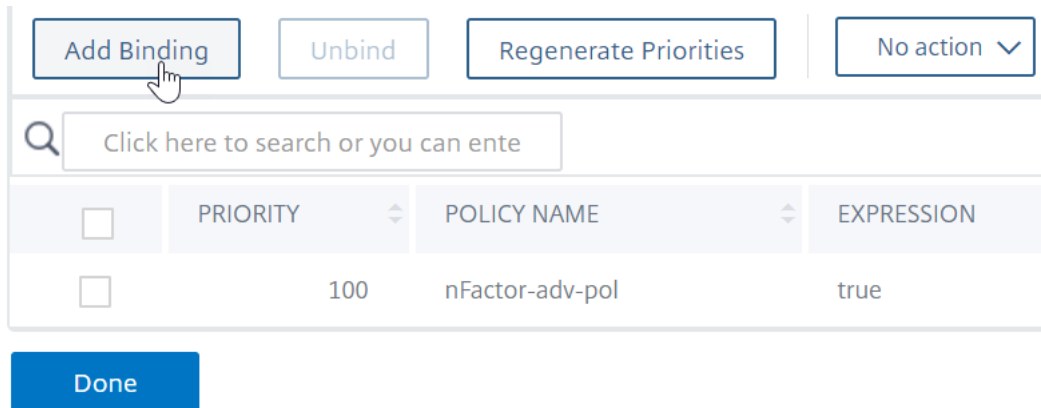 Add Binding Unbind Regenerate Priorities No action
Click here to search or you can ente
PRIORITY POLICY NAME EXPRESSION
100 nFactor-adv-pol true
Done